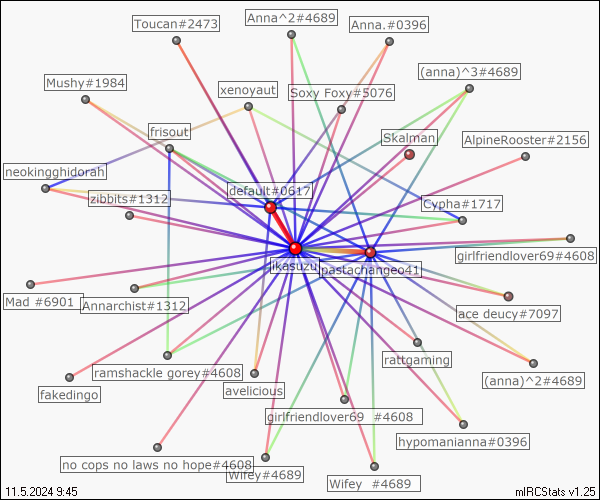 Toucan#2473
Anna^2#4689
Anna.#0396
(anna)^3#4689
Mushy#1984
xenoyaut
Soxy Foxy#5076
frisout
Skalman
AlpineRooster#2156
neokingghidorah
default#0617
zibbits#1312
Cypha#1717
girlfriendlover69#4608
ikasuzu
pastachangeo41
Mad #6901
Annarchist#1312
ace deucy#7097
rattgaming
ramshackle gorey#4608
(anna)^2#4689
fakedingo
avelicious
girlfriendlover69 #4608
hypomanianna#0396
no cops no laws no hope#4608
Wifey#4689
Wifey #4689
11.5.2024 9:45
mIRCStats v1.25